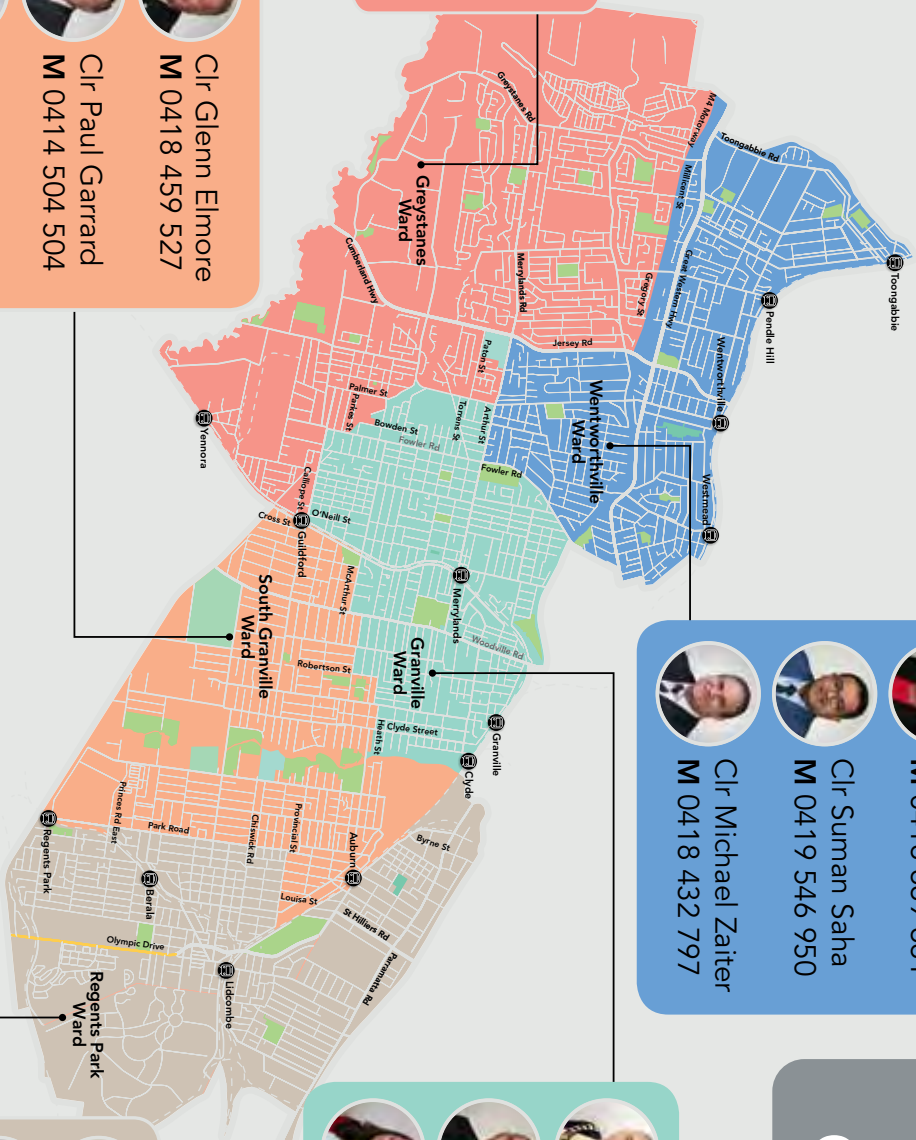 Clr Glenn Elmore
M 0418 459 527
Clr Paul Garrard
M 0414 504 504
Clr Suman Saha
M 0419 546 950
Clr Michael Zaiter
M 0418 432 797
Greystanes
Ward
Wentworthville
Ward
Granville
Ward
South Granville
Ward
Regents Park
Ward
Toongabbie
Pendle Hill
Wentworthville
Westmead
Yennora
Guildford
Merrylands
Granville
Clyde
Auburn
Regents Park
Berala
Lidcombe
M4 Motorway
Toongabbie Rd
Millicent St
Great Western Hwy
Greystanes Rd
Merrylands Rd
Gregory St
Cumberland Hwy
Jersey Rd
Paton St
Palmer St
Parkes St
Bowden St
Fowler Rd
Torrens St
Arthur St
Fowler Rd
Calliope St
Cross St
O'Neill St
McArthur St
Woodville Rd
Robertson St
Clyde Street
Heath St
Princes Rd East
Park Road
Chiswick Rd
Provincial St
Louisa St
Byrne St
St Hilliers Rd
Parramatta Rd
Olympic Drive